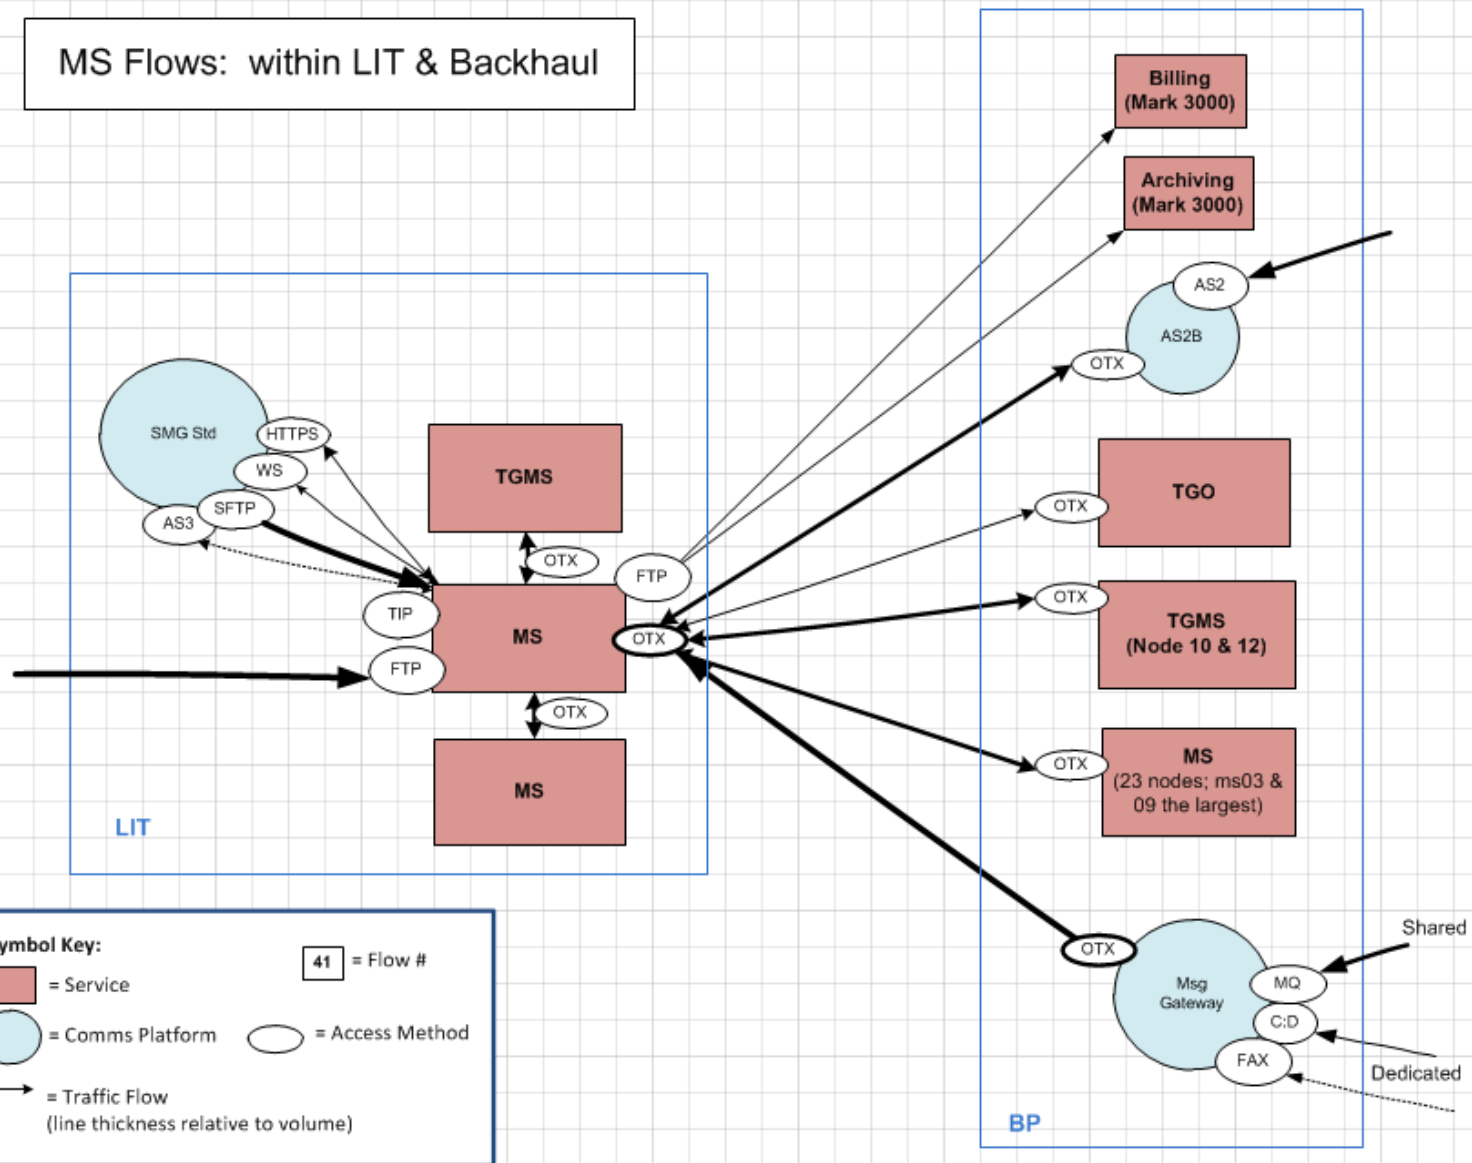 MS Flows:  within LIT & Backhaul
Billing
(Mark 3000)
Archiving
(Mark 3000)
AS2
AS2B
OTX
SMG Std
HTTPS
WS
SFTP
AS3
TGMS
OTX
FTP
TIP
MS
OTX
FTP
OTX
MS
LIT
OTX
TGO
OTX
TGMS
(Node 10 & 12)
OTX
MS
(23 nodes; ms03 &
09 the largest)
OTX
Msg
Gateway
MQ
C:D
FAX
Shared
Dedicated
BP
ymbol Key:
= Service
41 = Flow #
= Comms Platform
= Access Method
= Traffic Flow
(line thickness relative to volume)